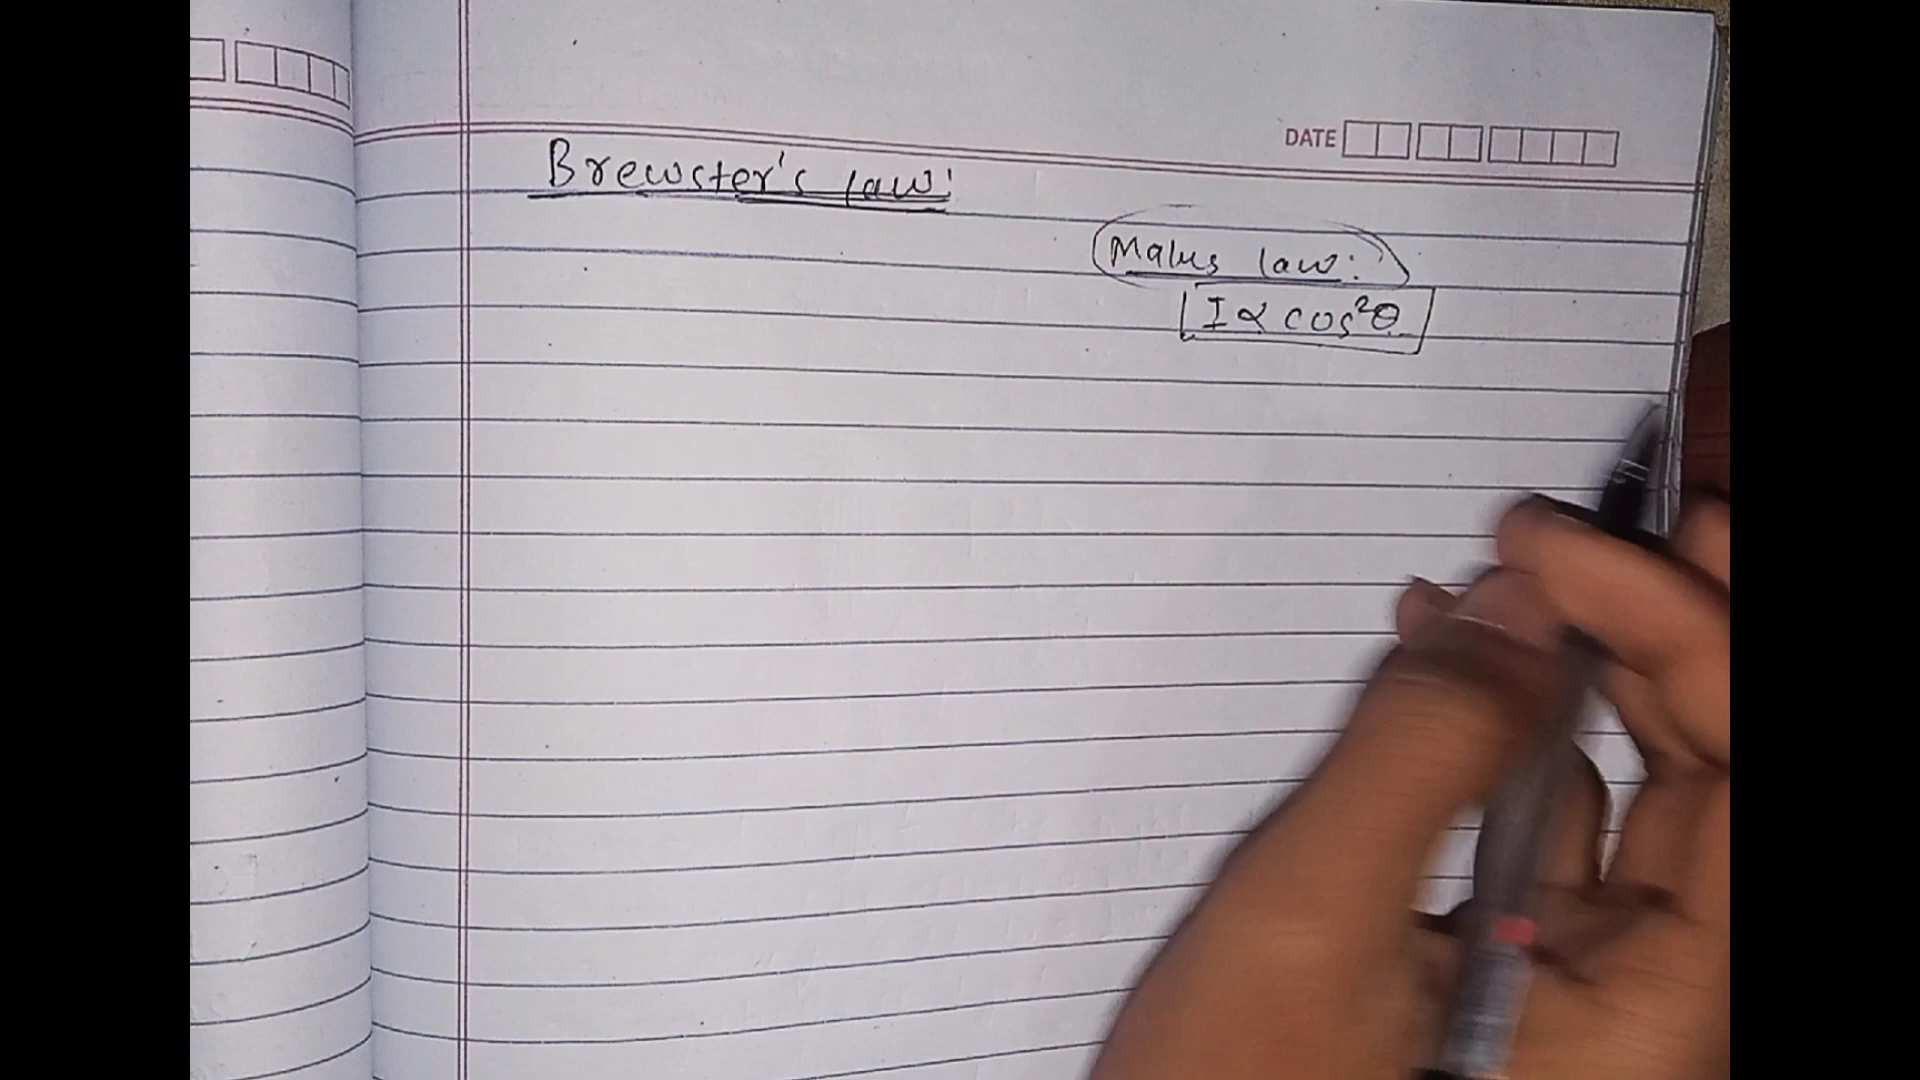 DATE
Brewster's law:
Malus law:
I ∝ cos²θ